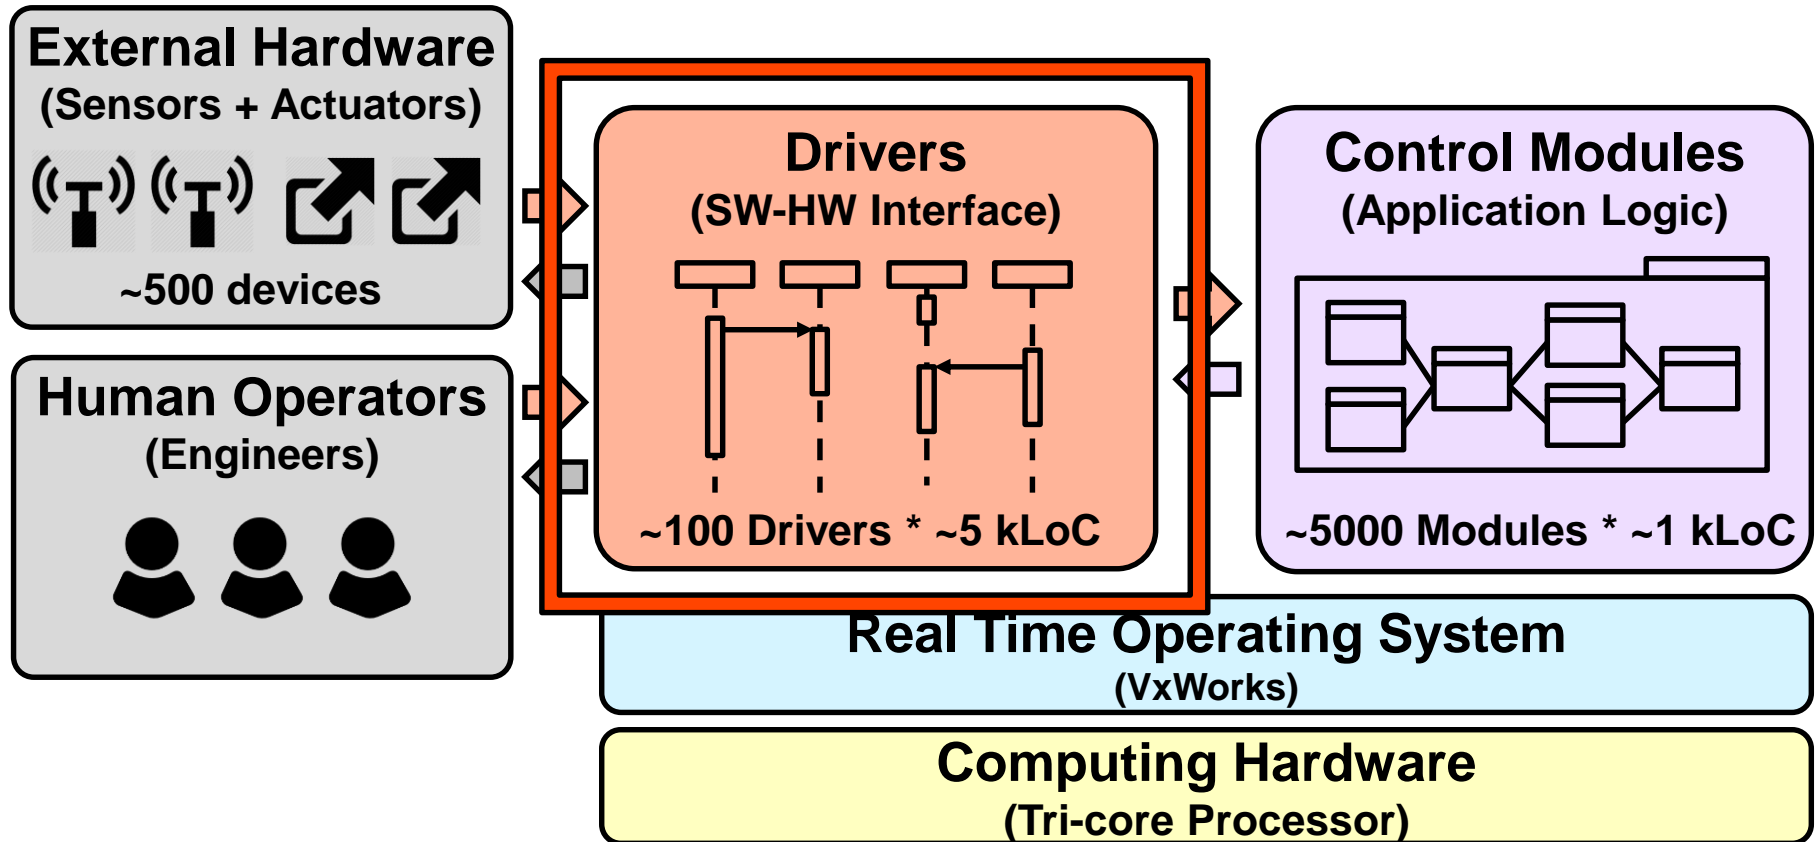 External Hardware
(Sensors + Actuators)
~500 devices
Human Operators
(Engineers)
Drivers
(SW-HW Interface)
~100 Drivers * ~5 kLoC
Control Modules
(Application Logic)
~5000 Modules * ~1 kLoC
Real Time Operating System
(VxWorks)
Computing Hardware
(Tri-core Processor)